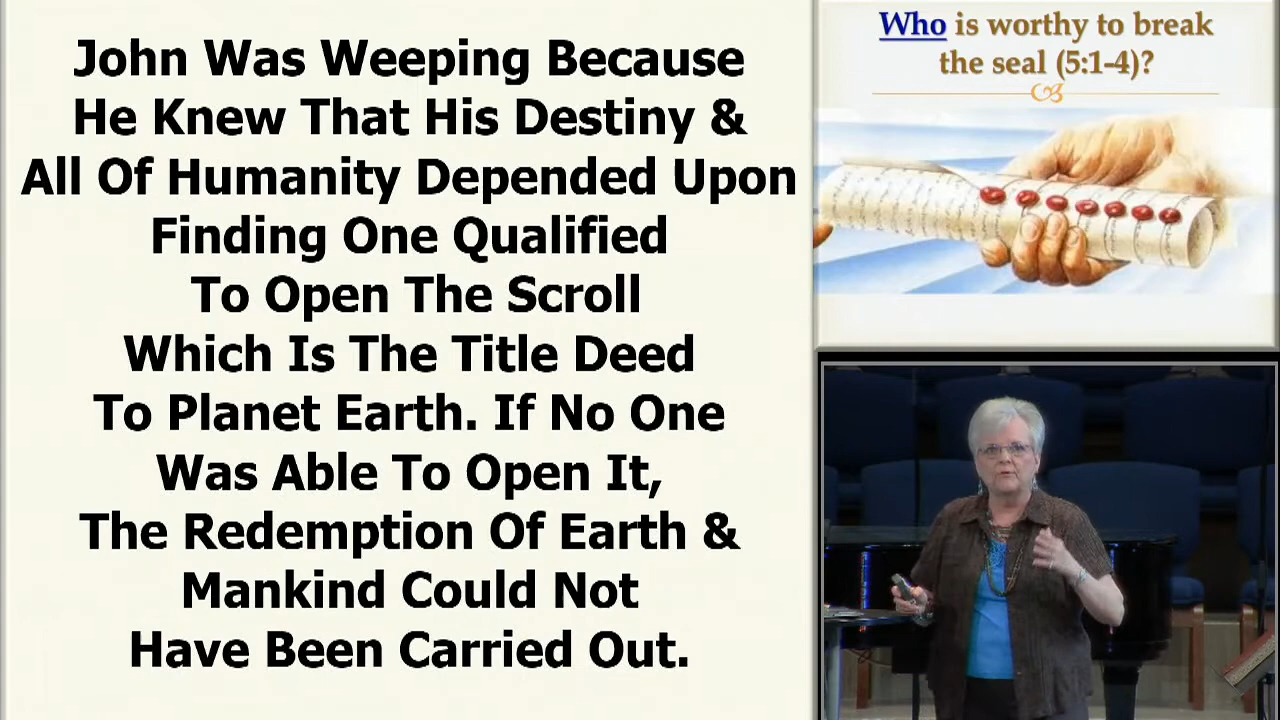 John Was Weeping Because
He Knew That His Destiny &
All Of Humanity Depended Upon
Finding One Qualified
To Open The Scroll
Which Is The Title Deed
To Planet Earth. If No One
Was Able To Open It,
The Redemption Of Earth &
Mankind Could Not
Have Been Carried Out.
Who is worthy to break
the seal (5:1-4)?